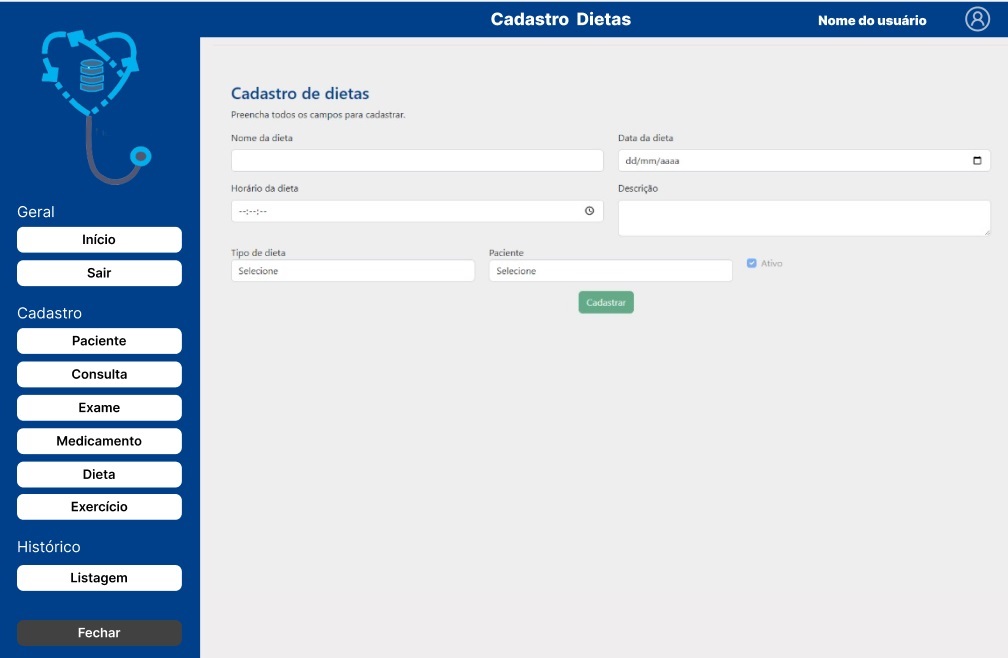 Cadastro Dietas
Nome do usuário
Geral
Início
Sair
Cadastro
Paciente
Consulta
Exame
Medicamento
Dieta
Exercício
Histórico
Listagem
Fechar
Cadastro de dietas
Preencha todos os campos para cadastrar.
Nome da dieta
Data da dieta
dd/mm/aaaa
Horário da dieta
--:--:--
Descrição
Tipo de dieta
Selecione
Paciente
Selecione
Ativo
Cadastrar